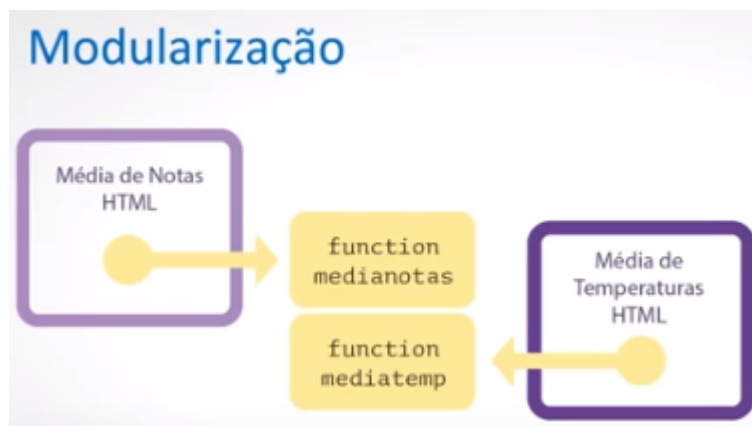 Modularização
Média de Notas
HTML
function
medianotas
Média de
Temperaturas
HTML
function
mediatemp